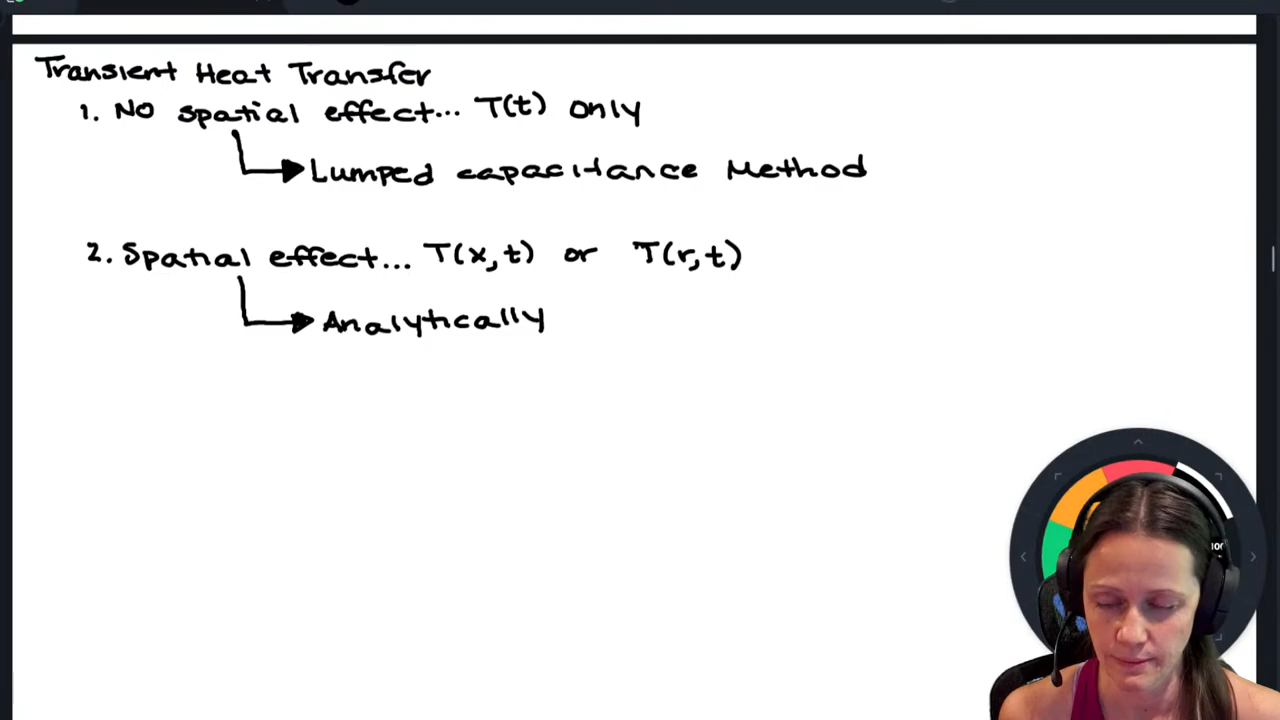 Transient Heat Transfer
1. No spatial effect... T(t) only
Lumped capacitance Method
2. Spatial effect... T(x,t) or T(r,t)
Analytically